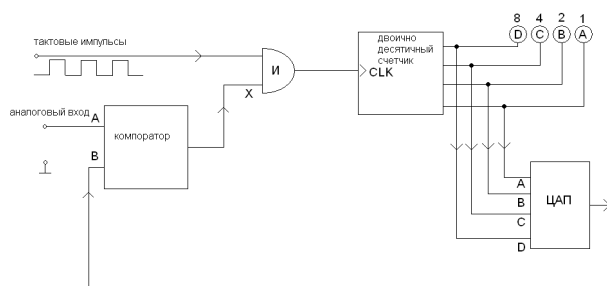 8 4 2 1
D C B A
тактовые импульсы
двоично
десятичный
счетчик
CLK
И
X
аналоговый вход
A
B
компоратор
A
B
C
D
ЦАП